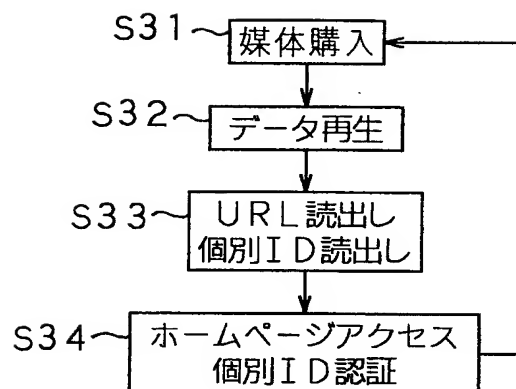 S31 媒体購入
S32 データ再生
S33 URL読出し
個別ID読出し
S34 ホームページアクセス
個別ID認証